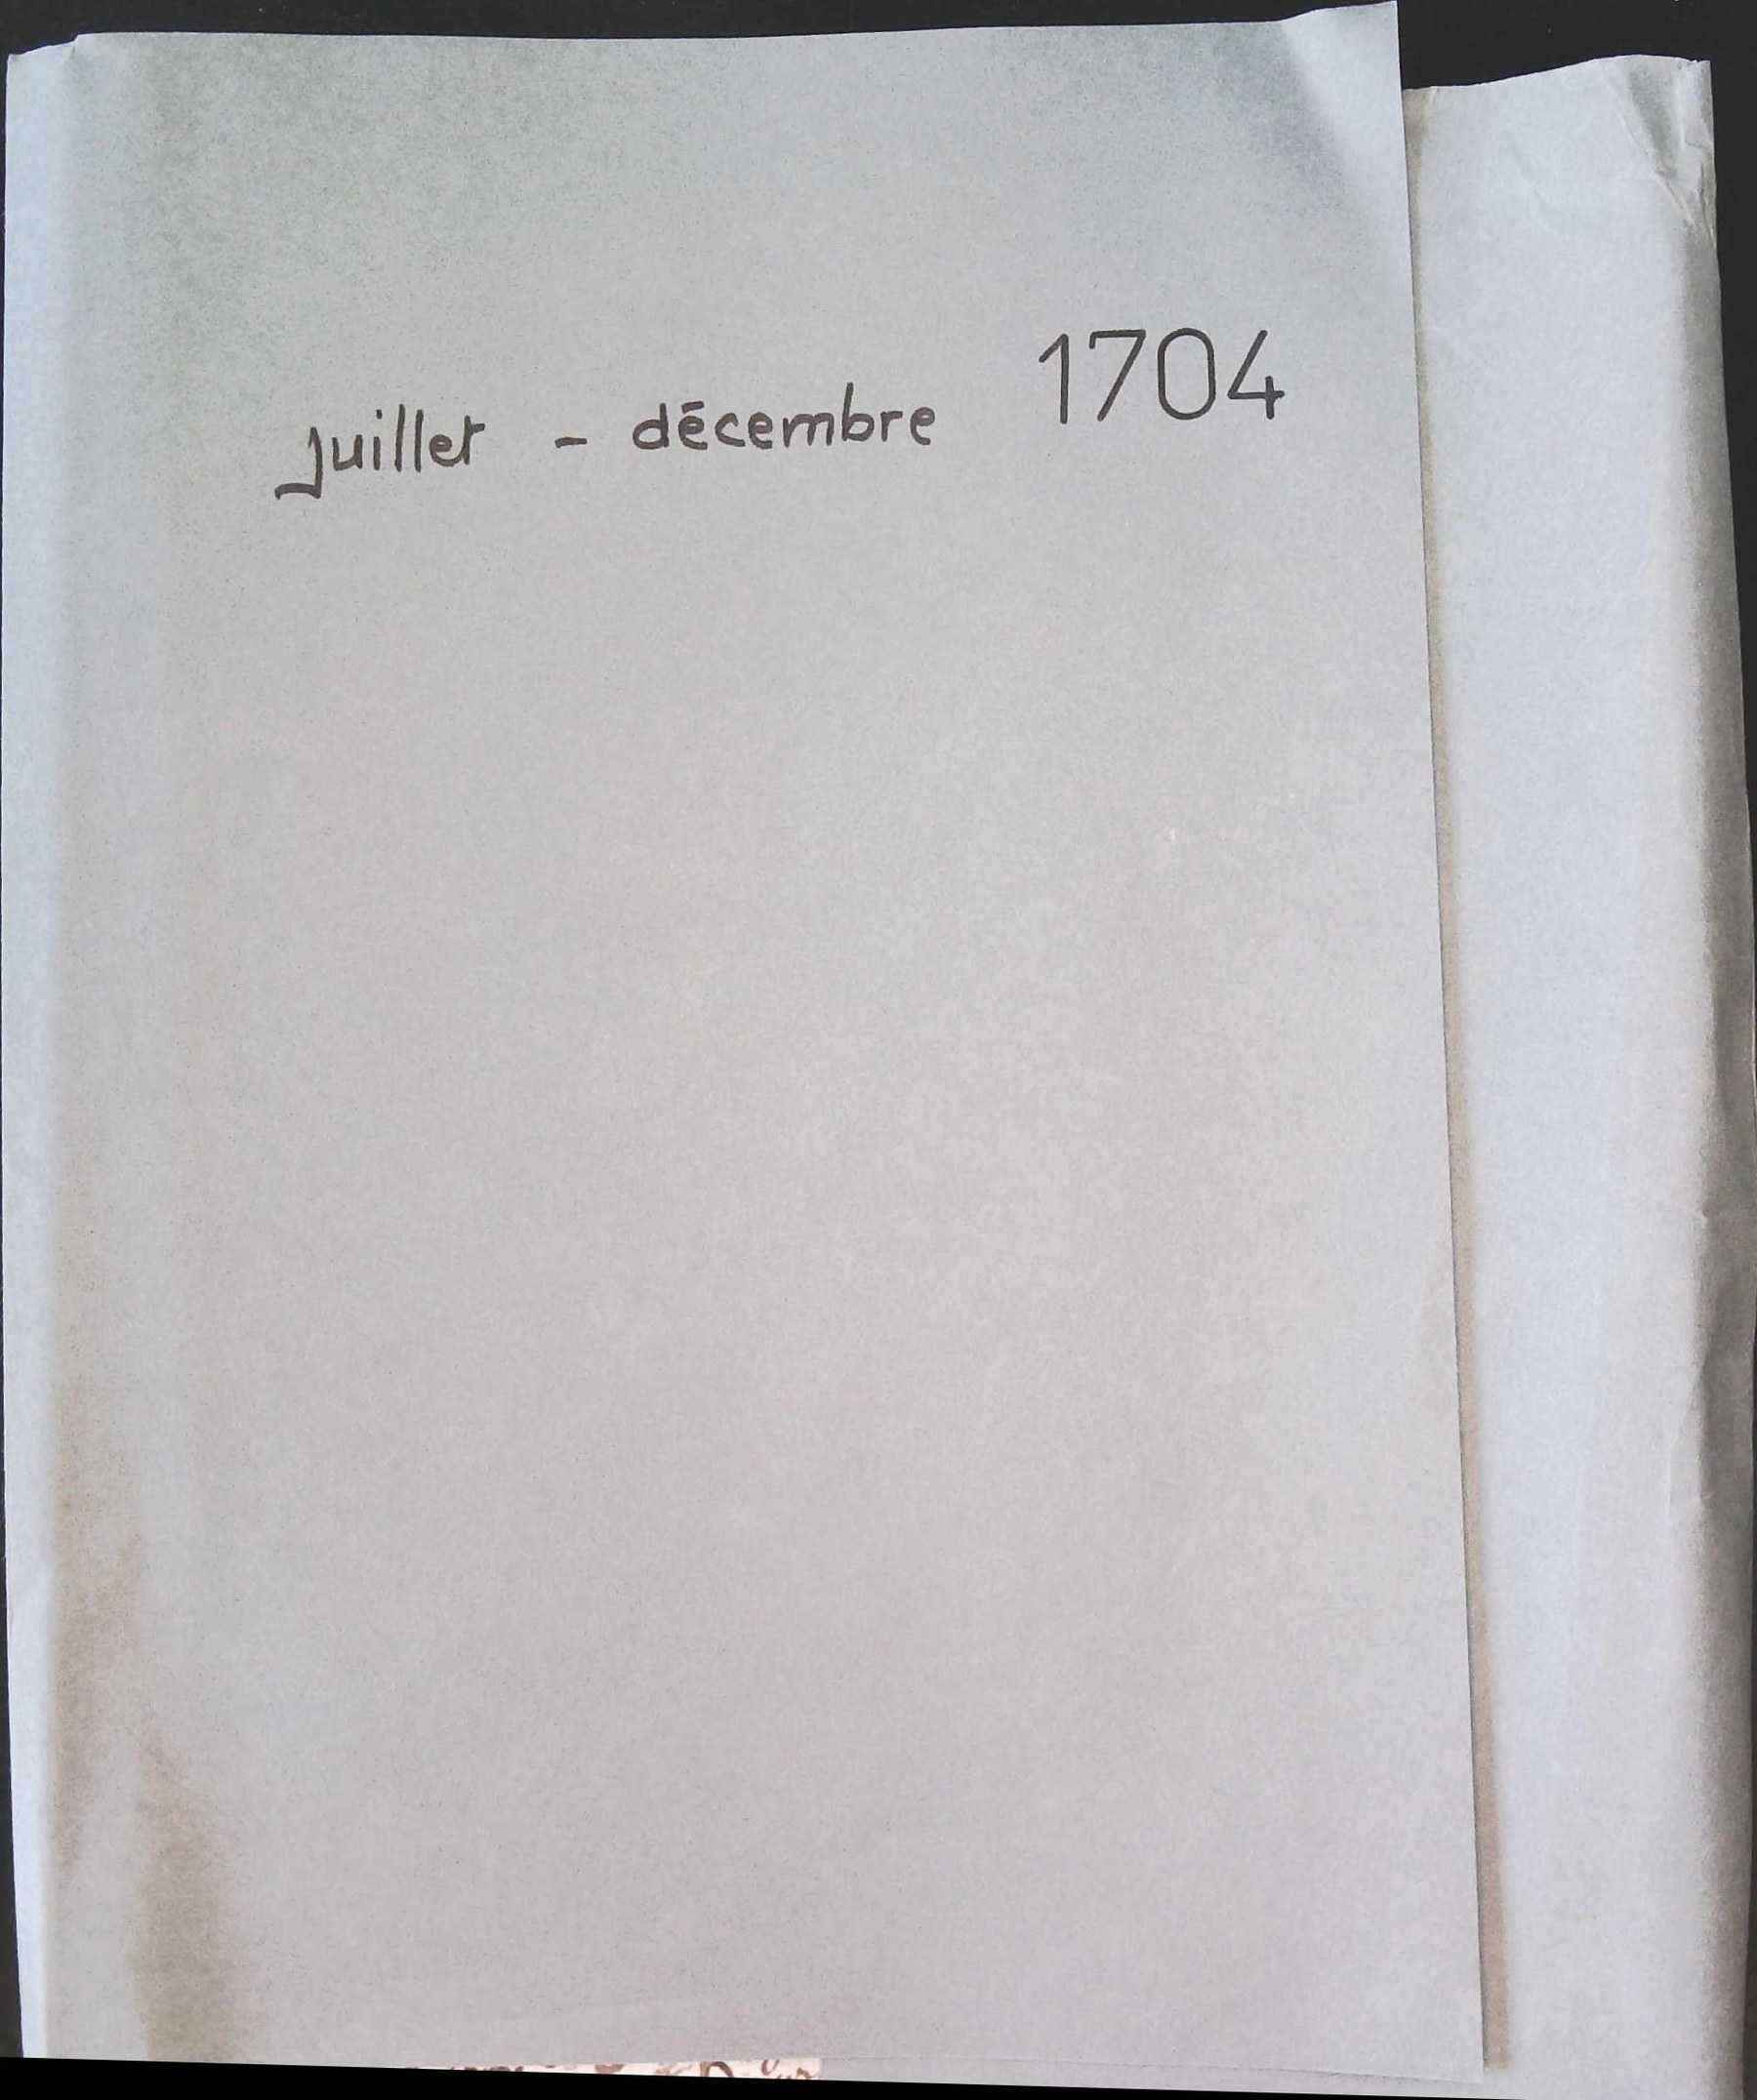 juillet - décembre 1704